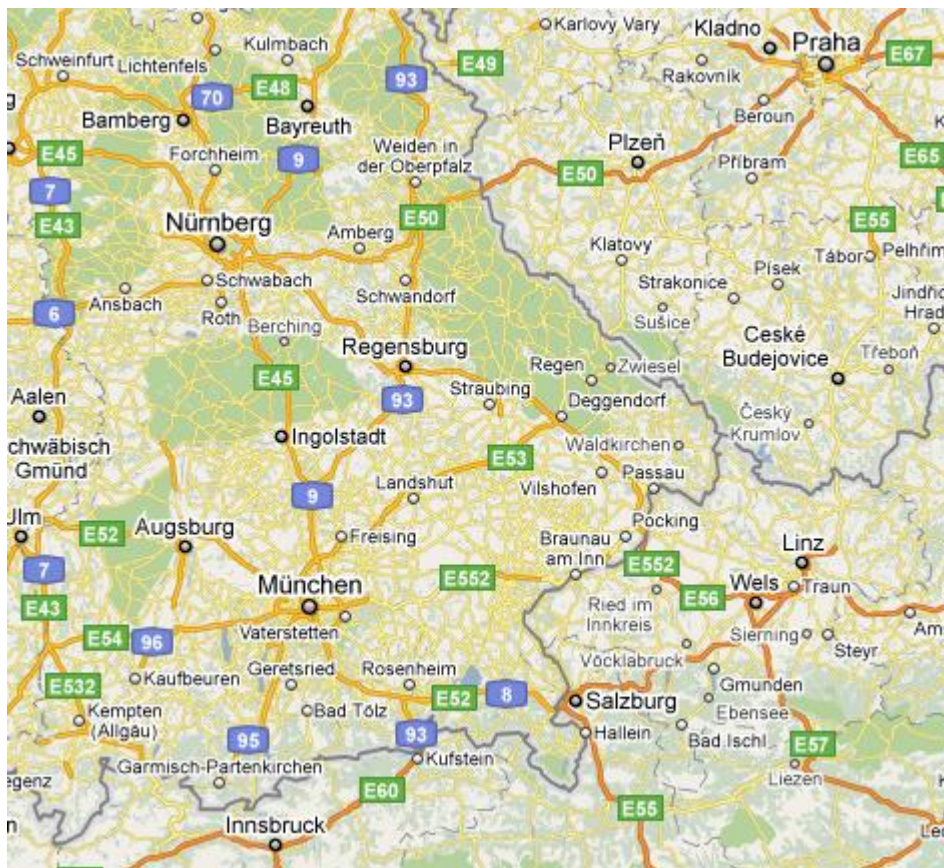 Karlovy Vary
Kladno
Praha
Schweinfurt
Kulmbach
Lichtenfels
E48
93
E49
Rakovník
E67
70
Bamberg
Bayreuth
Beroun
E45
Forchheim
9
Weiden in
der Oberpfalz
Plzeň
E50
Příbram
E65
7
E43
Nürnberg
Amberg
E50
E55
Klatovy
Tábor
Pelhřim
Ansbach
Schwabach
Roth
Schwandorf
Strakonice
Písek
Jindřic
Hrad
6
Berching
Sušice
Regensburg
České
Budejovice
Třeboň
E45
93
Regen
Zwiesel
Aalen
Straubing
Deggendorf
Český
Krumlov
chwäbisch
Gmünd
Ingolstadt
Waldkirchen
E53
Landshut
Vilshofen
Passau
9
Ulm
E52
Augsburg
Freising
Pocking
Braunau
am Inn
Linz
7
E43
München
E552
E552
Wels
Traun
E56
Ried im
Innkreis
E54
96
Vaterstetten
Sierning
Steyr
Am
Vöcklabruck
E532
Kaufbeuren
Geretsried
Rosenheim
E52
8
Salzburg
Gmunden
Ebensee
Kempten
(Allgäu)
Bad Tölz
95
93
Hallein
Bad Ischl
E57
Garmisch-Partenkirchen
Kufstein
Liezen
egenz
E60
E55
Innsbruck
Le